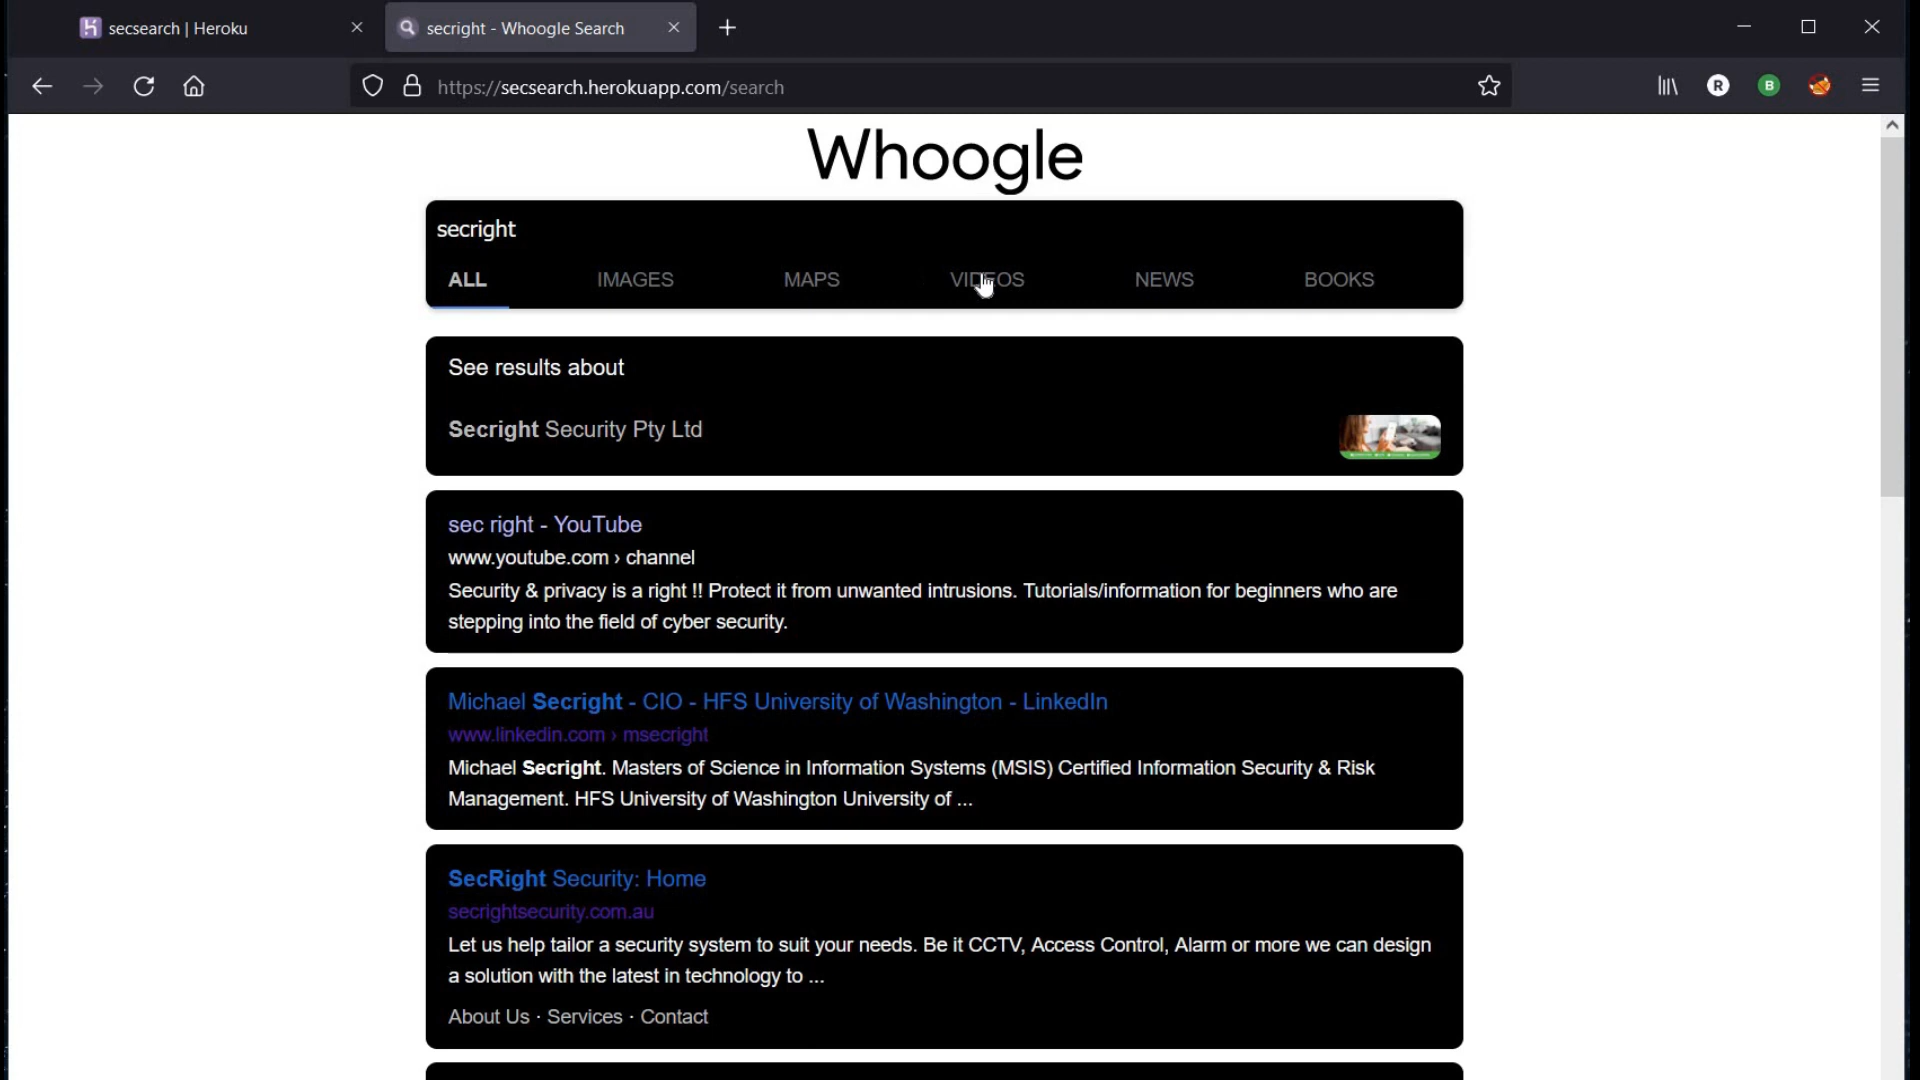 secsearch | Heroku
secright - Whoogle Search
https://secsearch.herokuapp.com/search
R
B
Whoogle
secright
ALL IMAGES MAPS VIDEOS NEWS BOOKS
See results about
Secright Security Pty Ltd
sec right - YouTube
www.youtube.com › channel
Security & privacy is a right !! Protect it from unwanted intrusions. Tutorials/information for beginners who are
stepping into the field of cyber security.
Michael Secright - CIO - HFS University of Washington - LinkedIn
www.linkedin.com › msecright
Michael Secright. Masters of Science in Information Systems (MSIS) Certified Information Security & Risk
Management. HFS University of Washington University of ...
SecRight Security: Home
secrightsecurity.com.au
Let us help tailor a security system to suit your needs. Be it CCTV, Access Control, Alarm or more we can design
a solution with the latest in technology to ...
About Us · Services · Contact